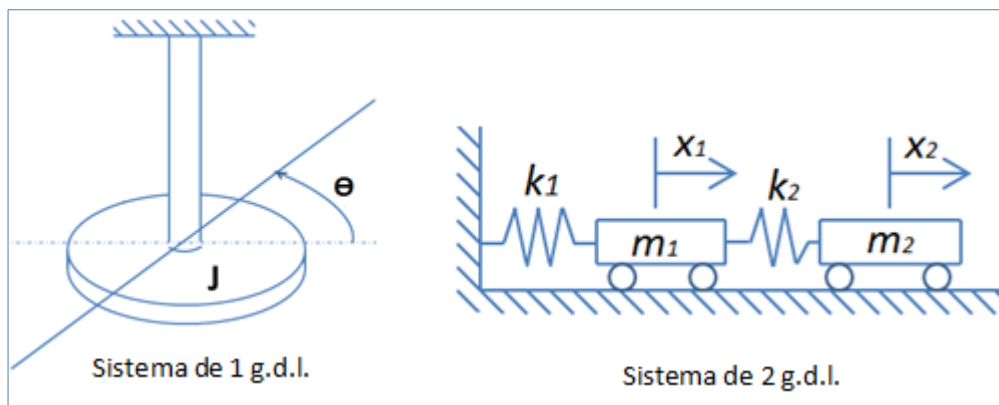 Ө
J
Sistema de 1 g.d.l.
x1
x2
k1
k2
m1
m2
Sistema de 2 g.d.l.